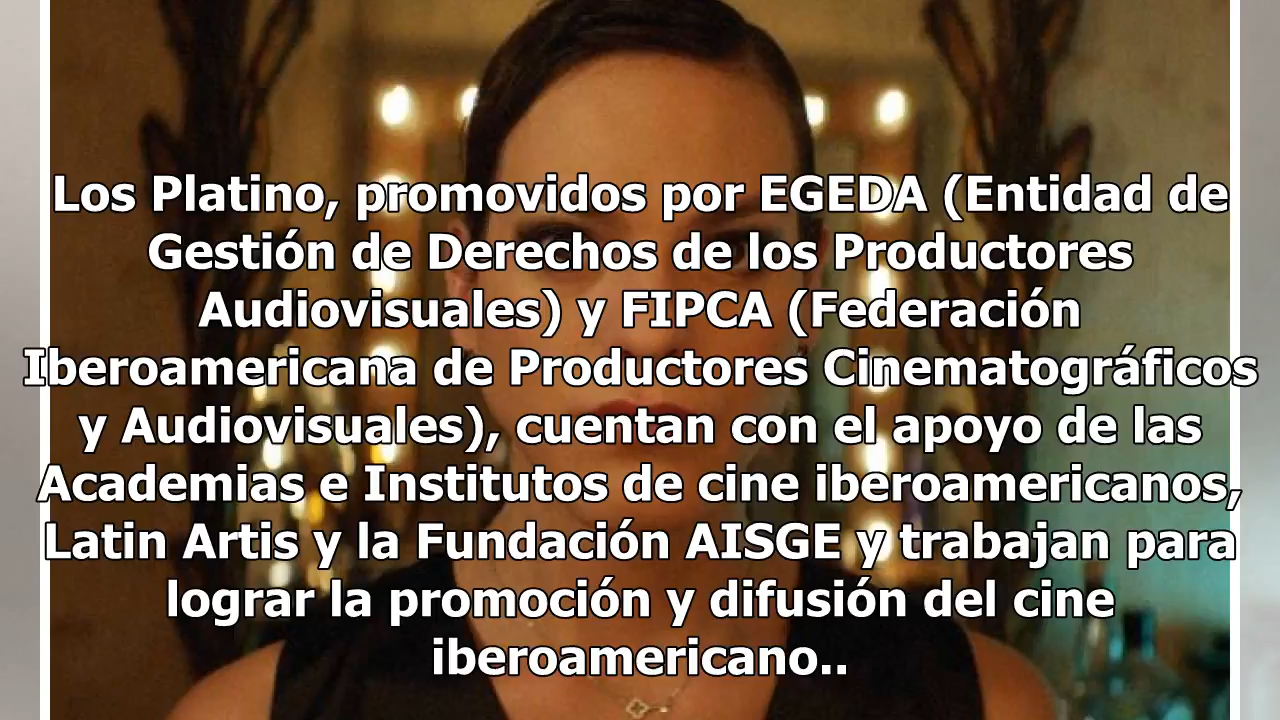 Los Platino, promovidos por EGEDA (Entidad de
Gestión de Derechos de los Productores
Audiovisuales) y FIPCA (Federación
Iberoamericana de Productores Cinematográficos
y Audiovisuales), cuentan con el apoyo de las
Academias e Institutos de cine iberoamericanos,
Latin Artis y la Fundación AISGE y trabajan para
lograr la promoción y difusión del cine
iberoamericano..